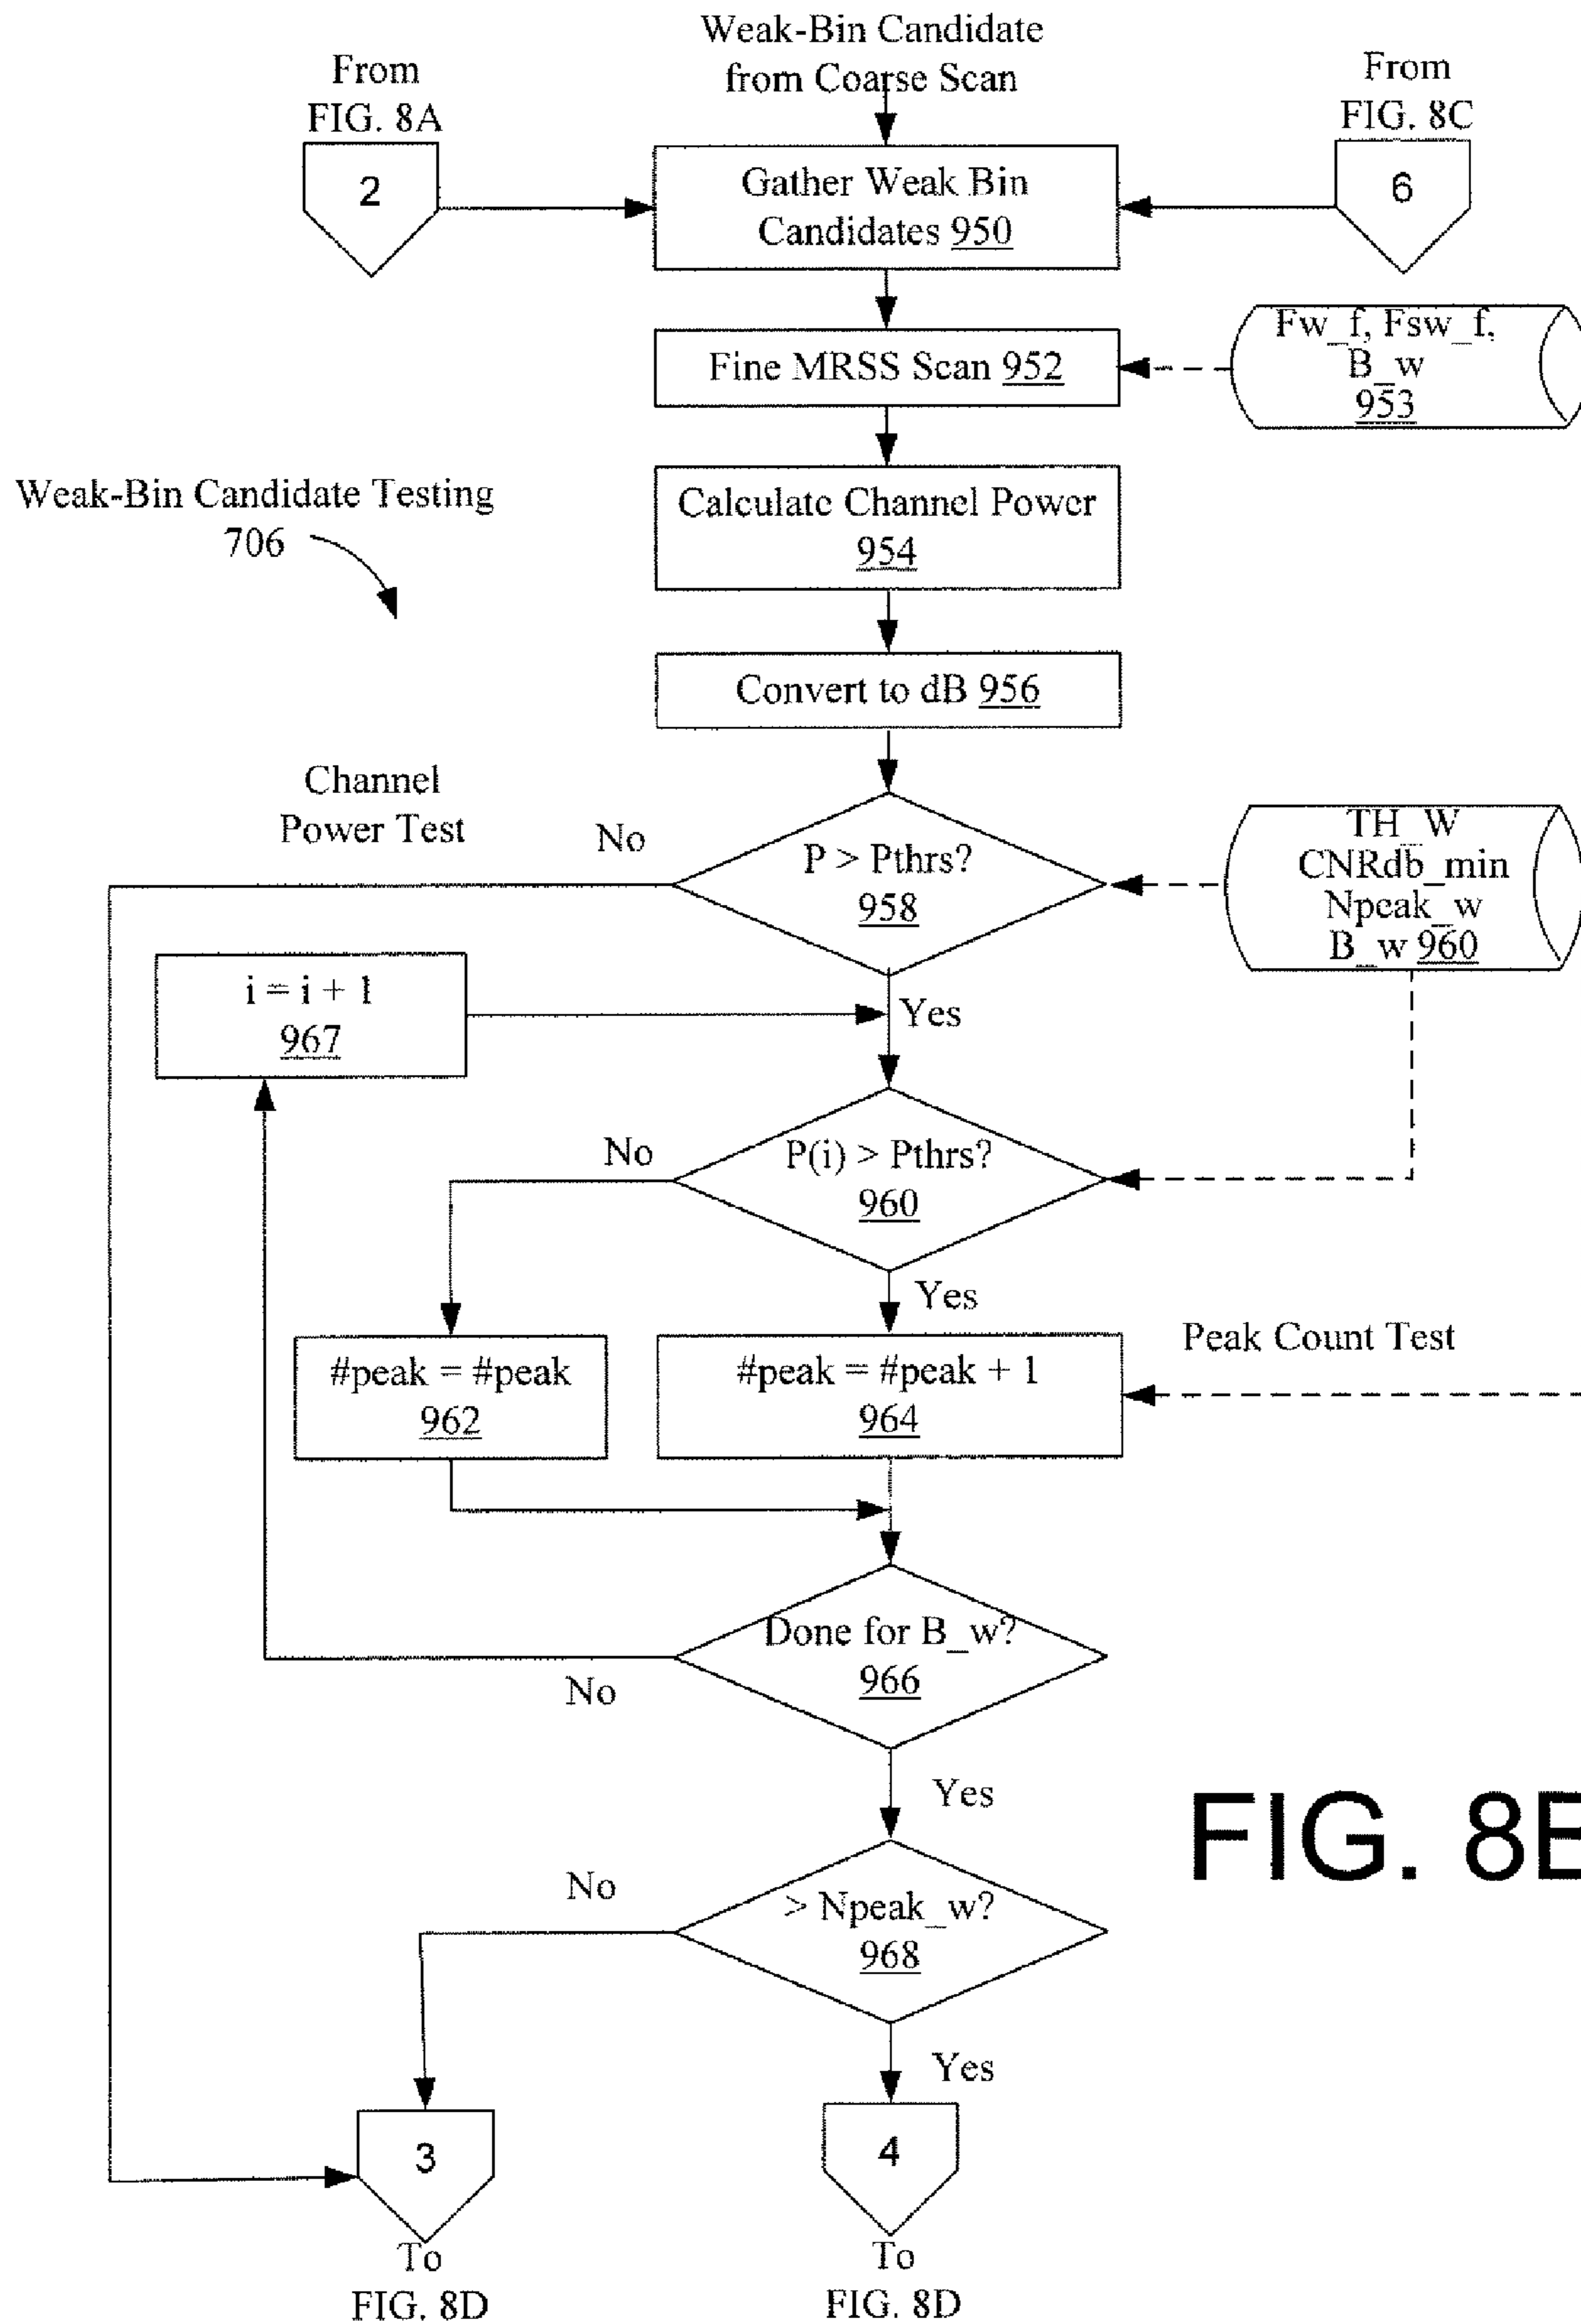 Weak-Bin Candidate
from Coarse Scan
From
FIG. 8A
2
From
FIG. 8C
6
Gather Weak Bin
Candidates 950
Fine MRSS Scan 952
Fw_f, Fsw_f,
B_w
953
Calculate Channel Power
954
Weak-Bin Candidate Testing
706
Convert to dB 956
Channel
Power Test
No
P > Pthrs?
958
TH_W
CNRdb_min
Npeak_w
B_w 960
i = i + 1
967
Yes
No
P(i) > Pthrs?
960
Yes
#peak = #peak
962
#peak = #peak + 1
964
Peak Count Test
Done for B_w?
966
No
Yes
FIG. 8
No
> Npeak_w?
968
Yes
3
4
To
FIG. 8D
To
FIG. 8D